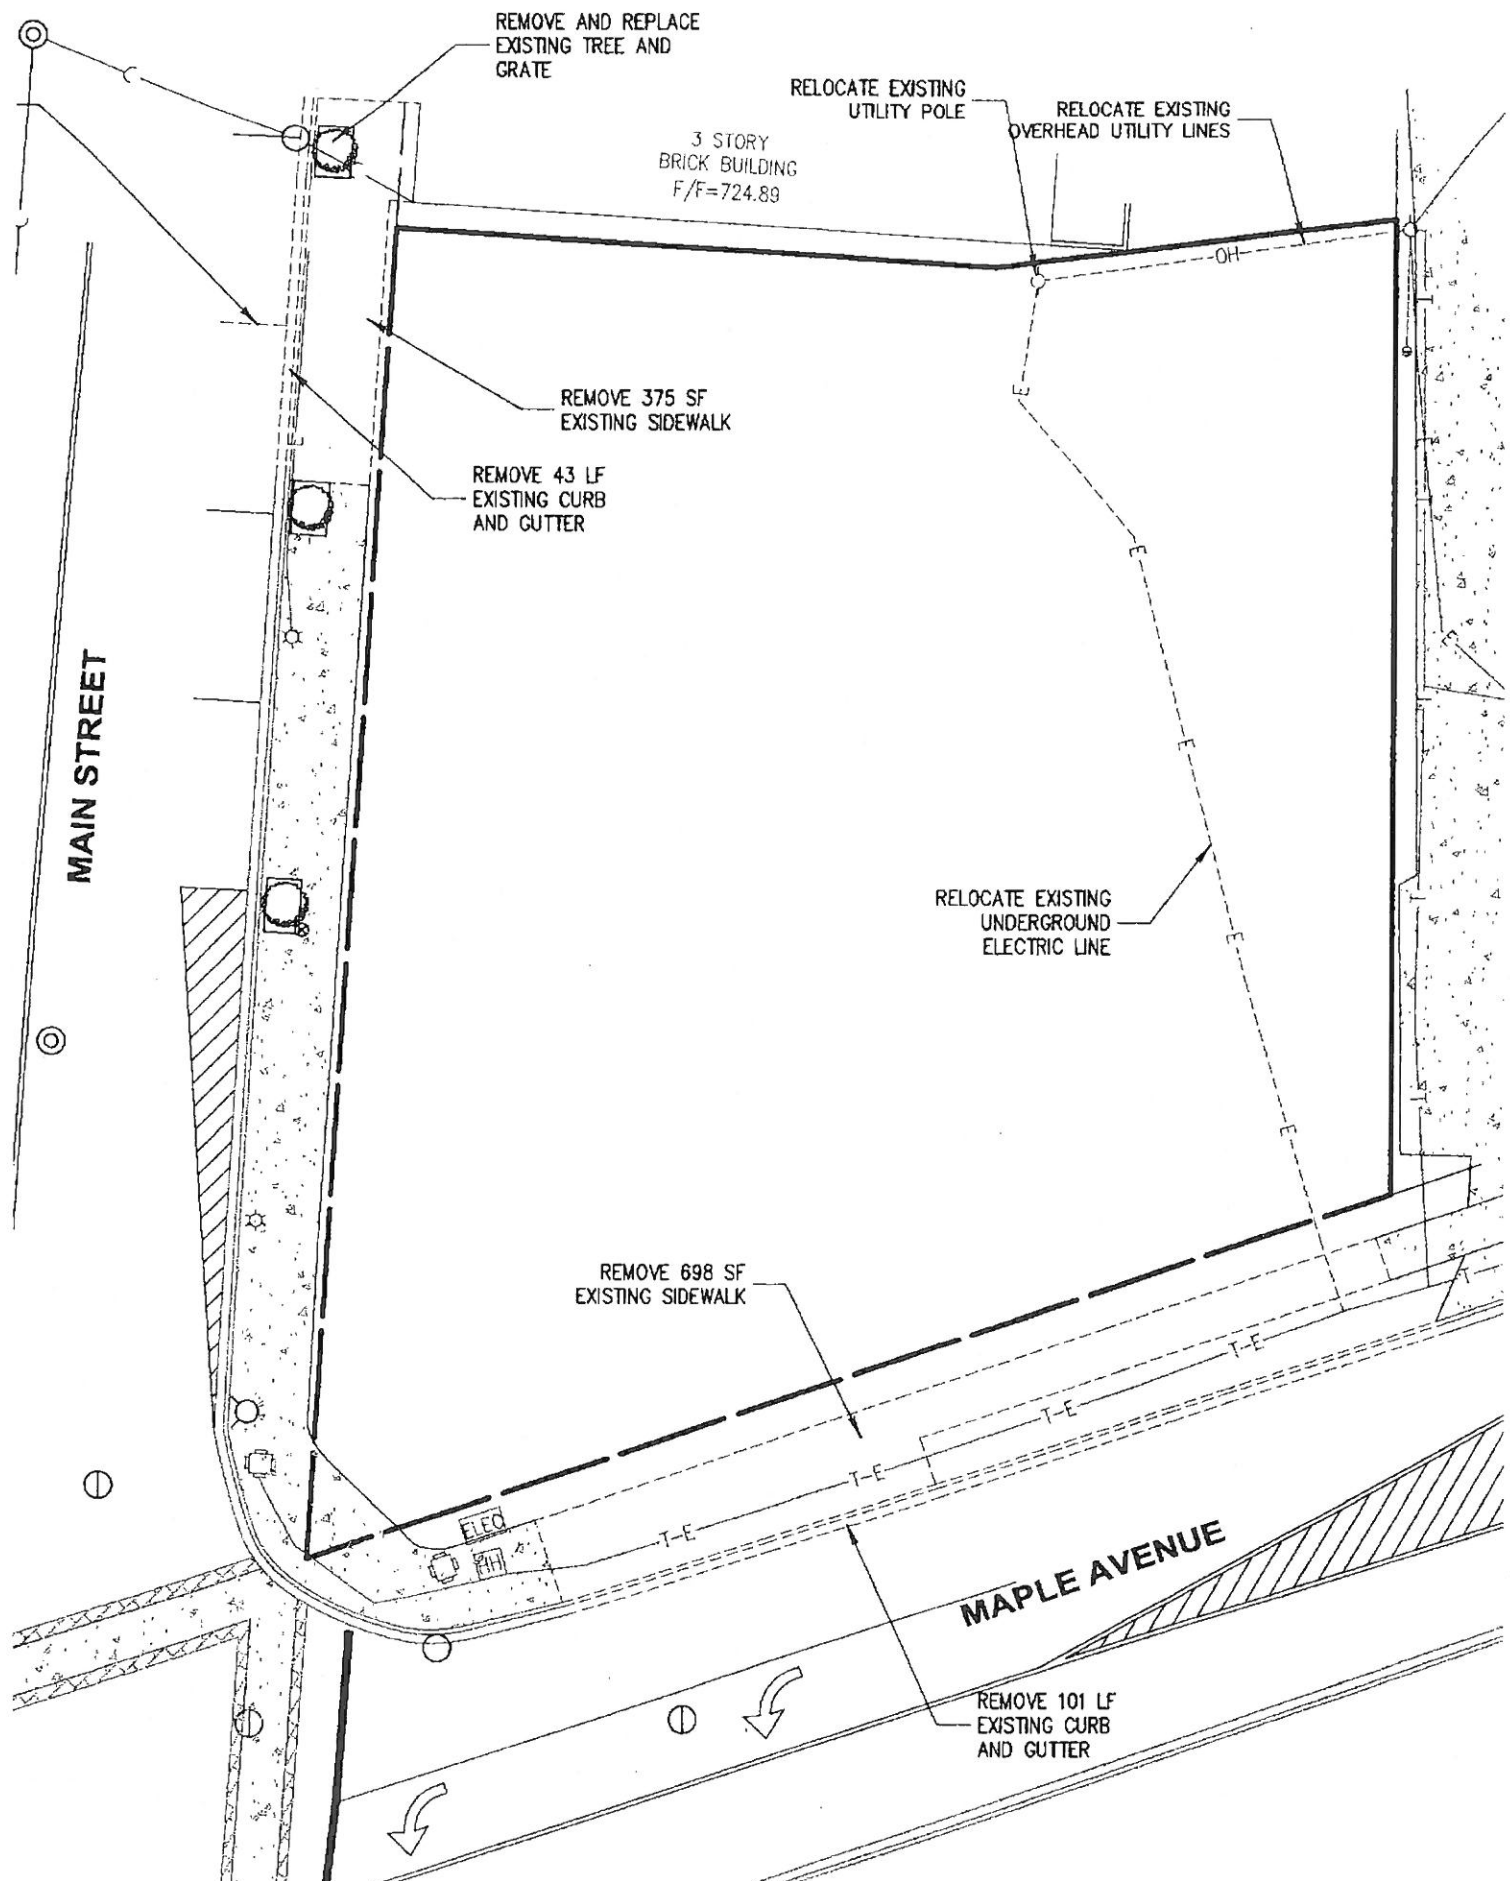 REMOVE AND REPLACE
EXISTING TREE AND
GRATE
RELOCATE EXISTING
UTILITY POLE
RELOCATE EXISTING
OVERHEAD UTILITY LINES
3 STORY
BRICK BUILDING
F/F=724.89
OH
REMOVE 375 SF
EXISTING SIDEWALK
E
REMOVE 43 LF
EXISTING CURB
AND GUTTER
E
E
MAIN STREET
E
RELOCATE EXISTING
UNDERGROUND
ELECTRIC LINE
E
E
REMOVE 698 SF
EXISTING SIDEWALK
T-E
T-E
T-E
T-E
ELEC
HH
MAPLE AVENUE
REMOVE 101 LF
EXISTING CURB
AND GUTTER